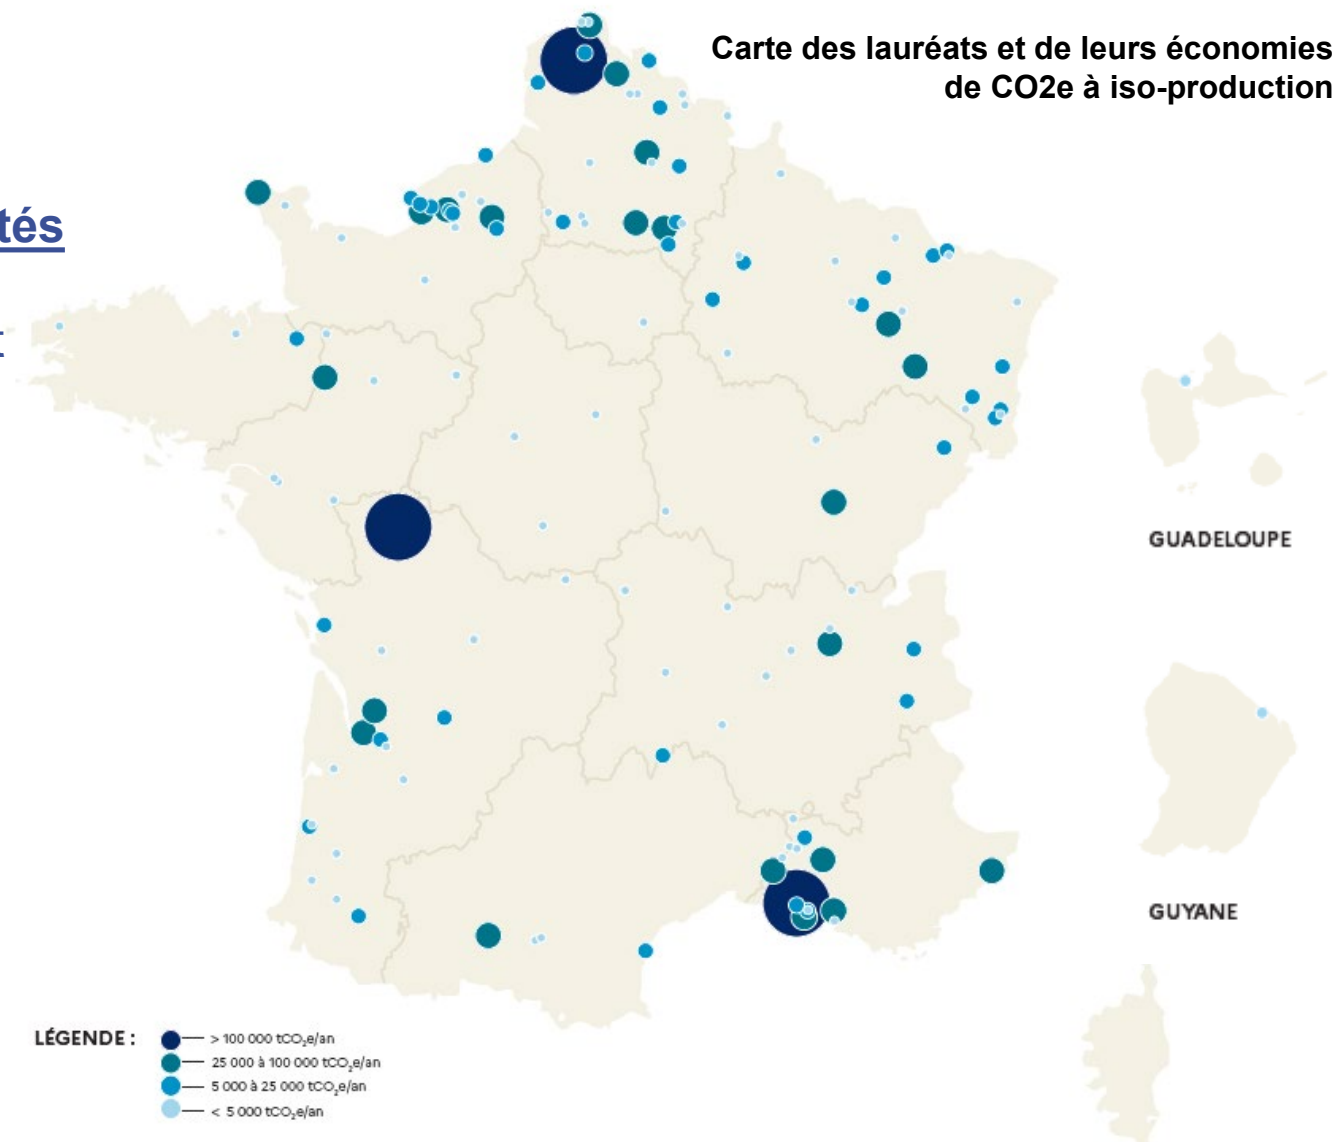 Carte des lauréats et de leurs économies
de CO2e à iso-production
tés
GUADELOUPE
GUYANE
LÉGENDE :
> 100 000 tCO₂e/an
25 000 à 100 000 tCO₂e/an
5 000 à 25 000 tCO₂e/an
< 5 000 tCO₂e/an